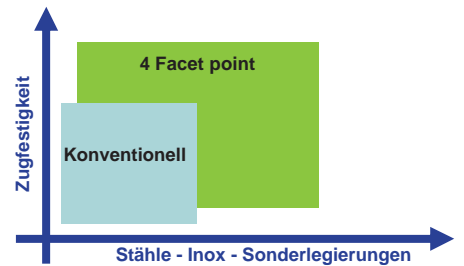 4 Facet point
Konventionell
Zugfestigkeit
Stähle - Inox - Sonderlegierungen